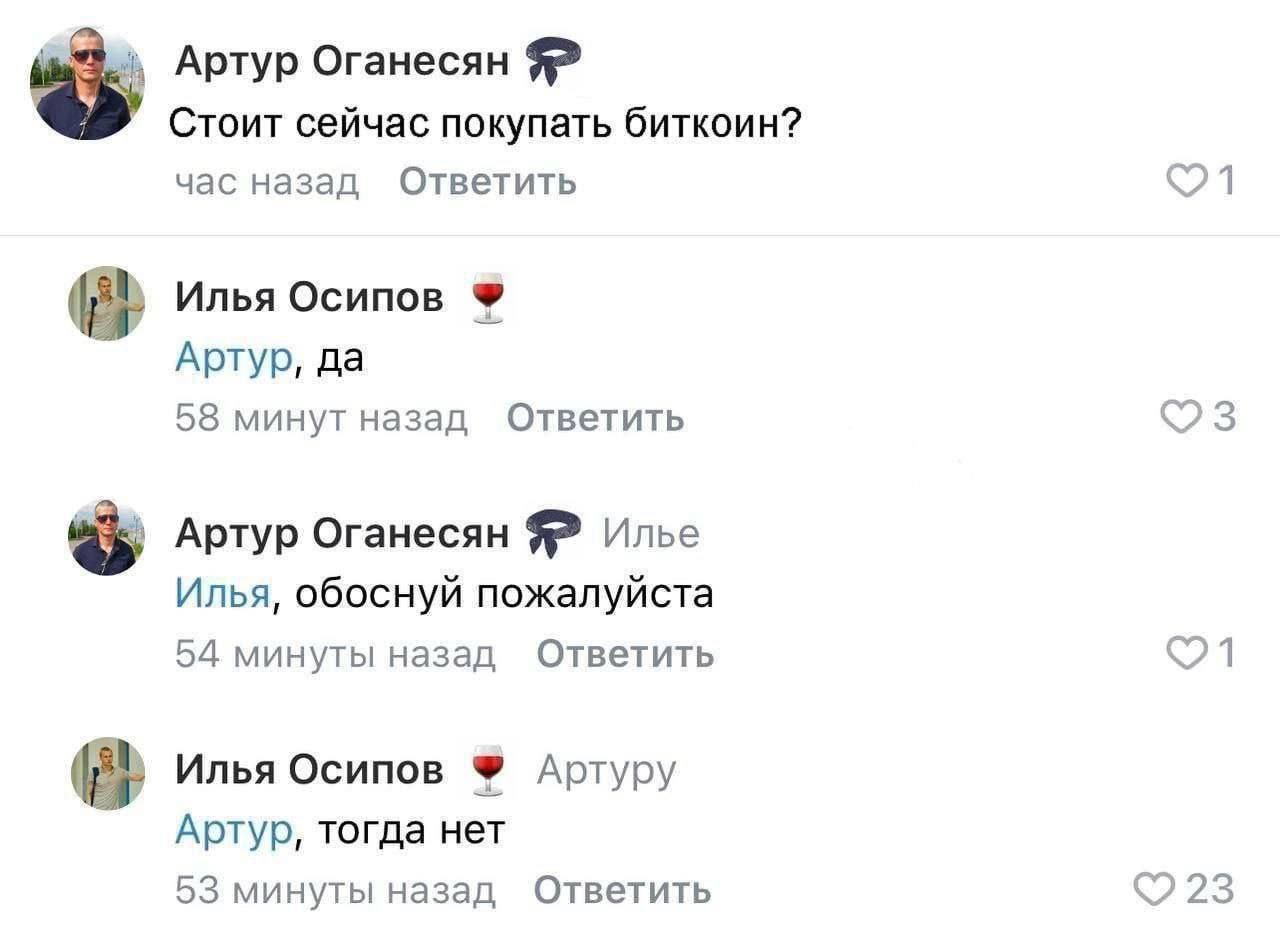 Артур Оганесян
Стоит сейчас покупать биткоин?
час назад Ответить 1
Илья Осипов
Артур, да
58 минут назад Ответить 3
Артур Оганесян Илье
Илья, обоснуй пожалуйста
54 минуты назад Ответить 1
Илья Осипов Артуру
Артур, тогда нет
53 минуты назад Ответить 23